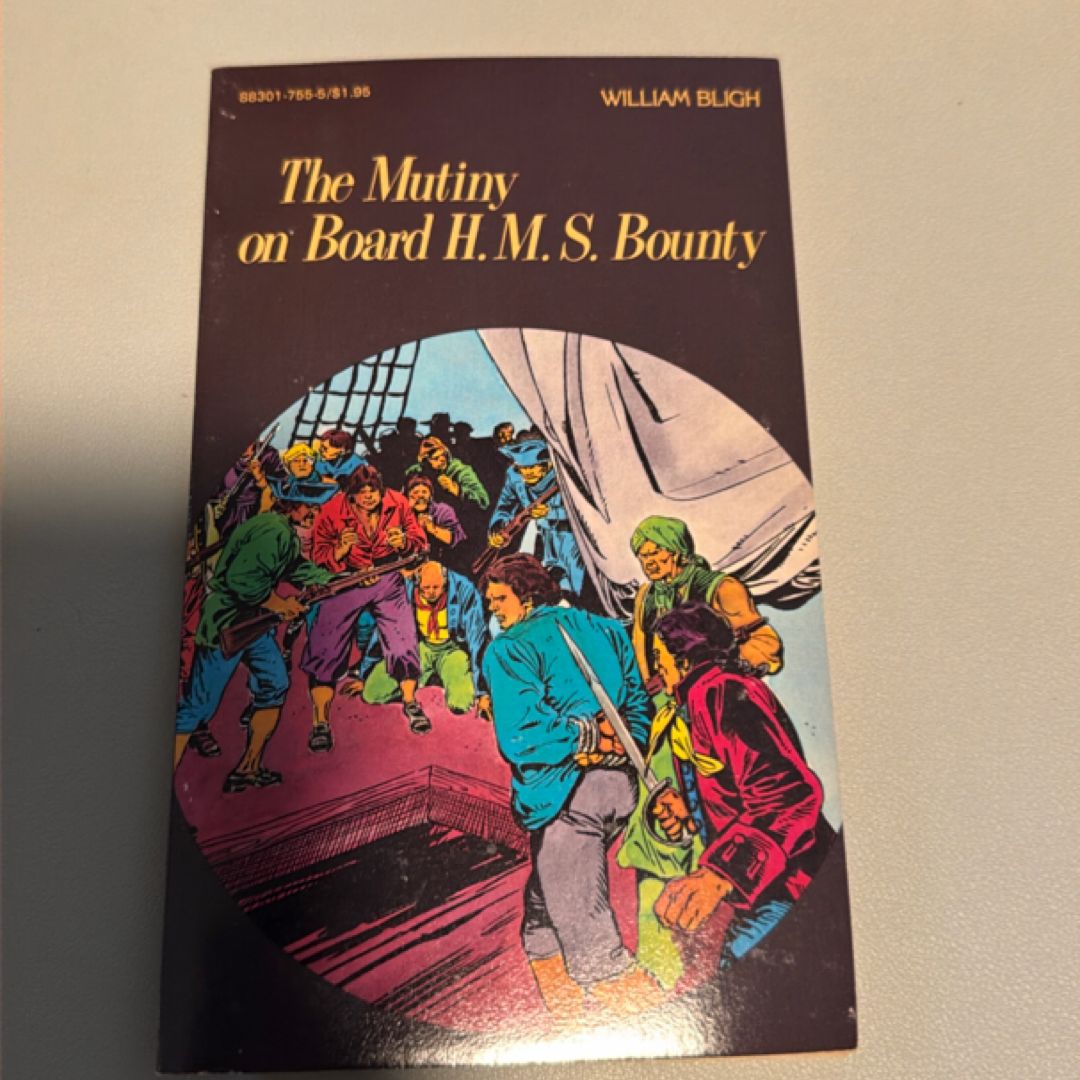 88301-755-5/$1.95
WILLIAM BLIGH
The Mutiny
on Board H.M.S. Bounty